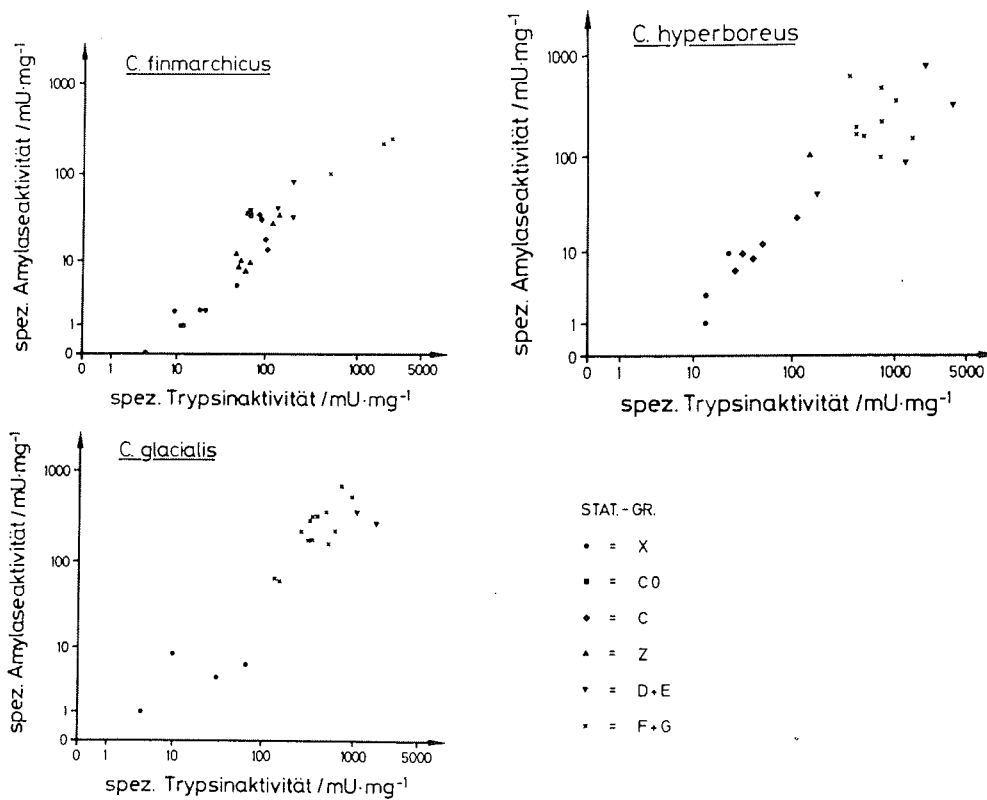 C. finmarchicus
spez. Amylaseaktivität /mU·mg⁻¹
1000
100
10
1
0
0 1 10 100 1000 5000
spez. Trypsinaktivität /mU·mg⁻¹
C. hyperboreus
spez. Amylaseaktivität /mU·mg⁻¹
1000
100
10
1
0
0 1 10 100 1000 5000
spez. Trypsinaktivität /mU·mg⁻¹
C. glacialis
spez. Amylaseaktivität /mU·mg⁻¹
1000
100
10
1
0
0 1 10 100 1000 5000
spez. Trypsinaktivität /mU·mg⁻¹
STAT.-GR.
• = X
■ = C0
◆ = C
▲ = Z
▼ = D+E
× = F+G